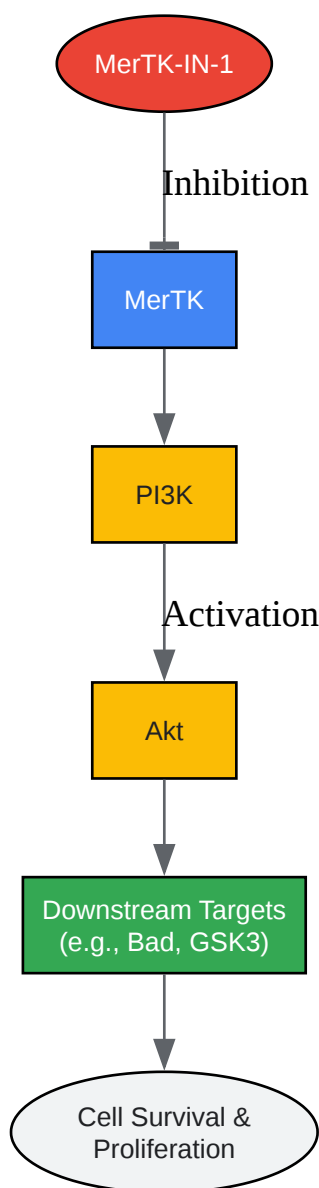 MerTK-IN-1
Inhibition
MerTK
PI3K
Activation
Akt
Downstream Targets
(e.g., Bad, GSK3)
Cell Survival &
Proliferation